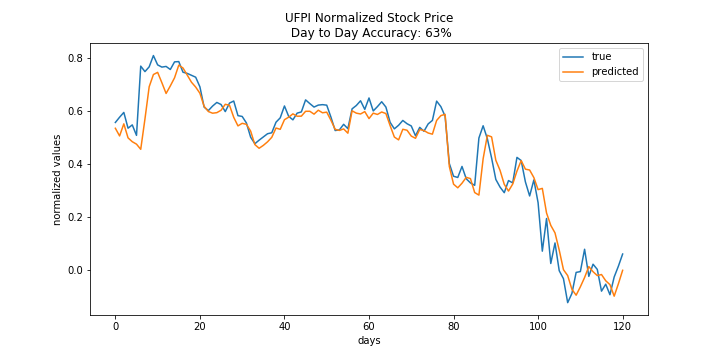 UFPI Normalized Stock Price
Day to Day Accuracy: 63%
true
predicted
normalized values
0.8
0.6
0.4
0.2
0.0
0 20 40 60 80 100 120
days